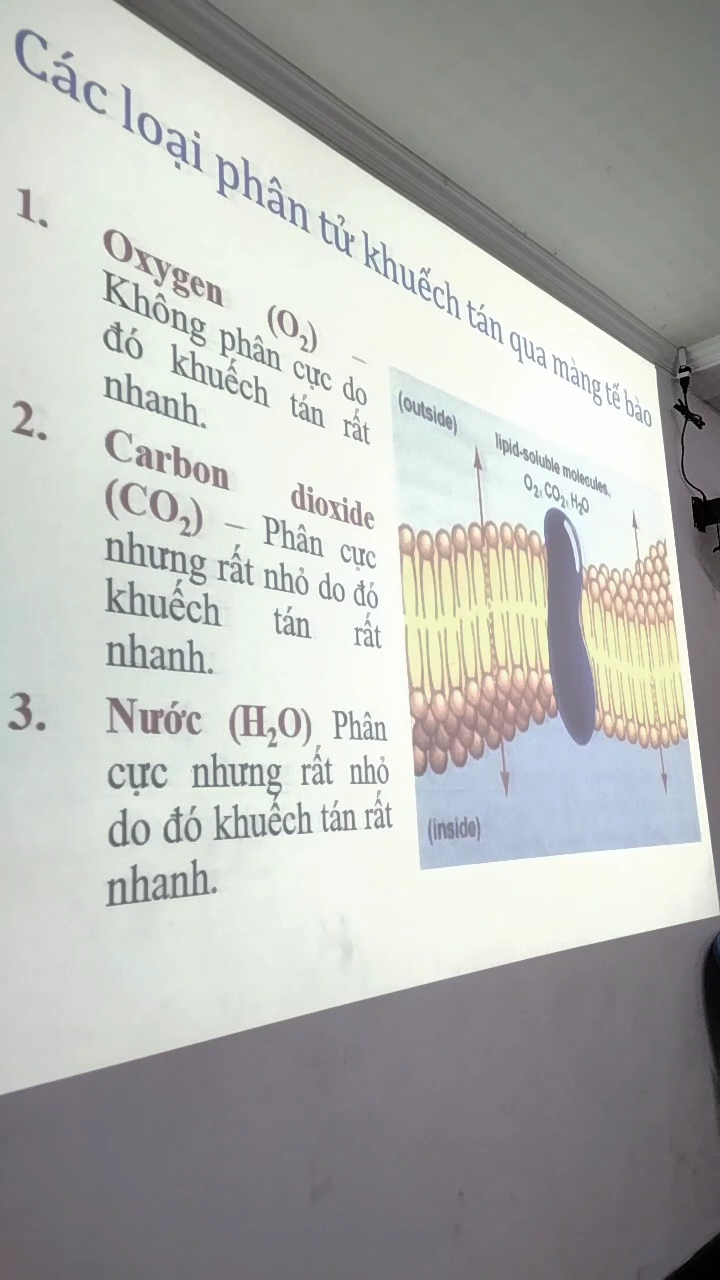 Các loại phân tử khuếch tán qua màng tế bào
1. Oxygen (O₂) –
Không phân cực do
đó khuếch tán rất
nhanh.
2. Carbon dioxide
(CO₂) – Phân cực
nhưng rất nhỏ do đó
khuếch tán rất
nhanh.
3. Nước (H₂O) Phân
cực nhưng rất nhỏ
do đó khuếch tán rất
nhanh.
(outside)
lipid-soluble molecules,
O₂, CO₂, H₂O
(inside)